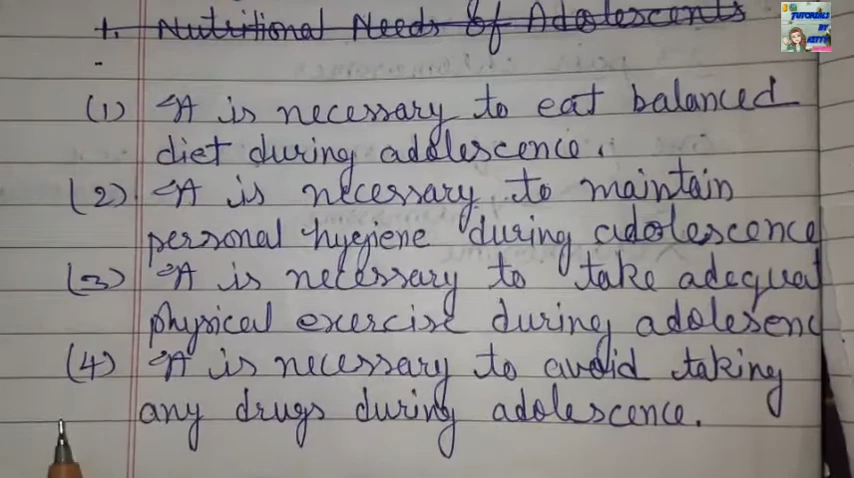 1. Nutritional Needs of Adolescents
TUTORIALS
BY
(1) It is necessary to eat balanced
diet during adolescence.
(2) It is necessary to maintain
personal hygiene during adolescence
(3) It is necessary to take adequat
physical exercise during adolesenc
(4) It is necessary to avoid taking
any drugs during adolescence.